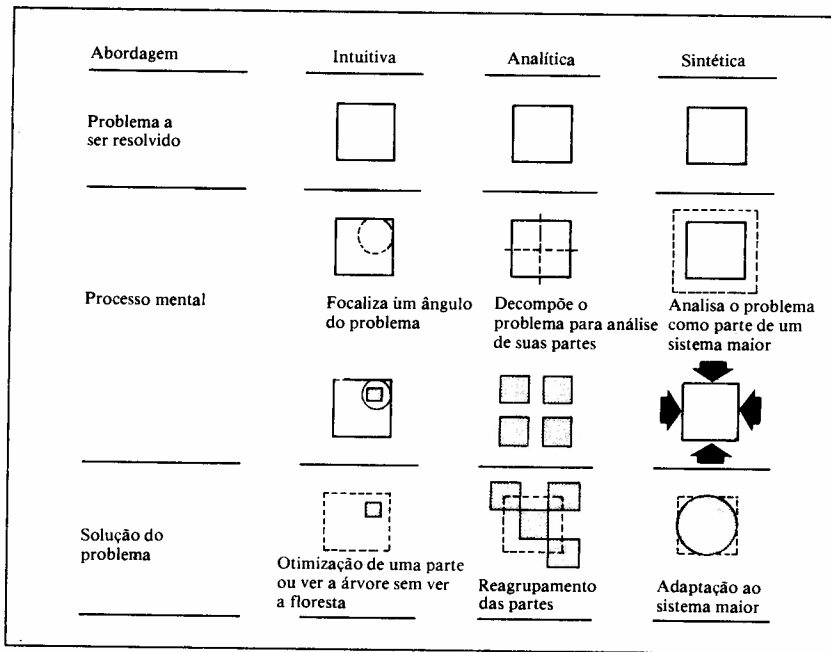 Abordagem
Intuitiva
Analítica
Sintética
Problema a
ser resolvido
Processo mental
Focaliza um ângulo
do problema
Decompõe o
problema para análise
de suas partes
Analisa o problema
como parte de um
sistema maior
Solução do
problema
Otimização de uma parte
ou ver a árvore sem ver
a floresta
Reagrupamento
das partes
Adaptação ao
sistema maior